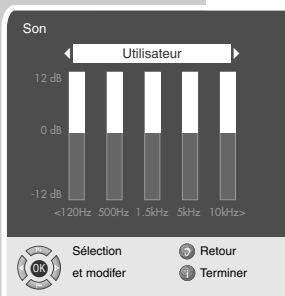 Son
Utilisateur
12 dB
0 dB
-12 dB
<120Hz 500Hz 1.5kHz 5kHz 10kHz>
Sélection Retour
OK et modifer Terminer